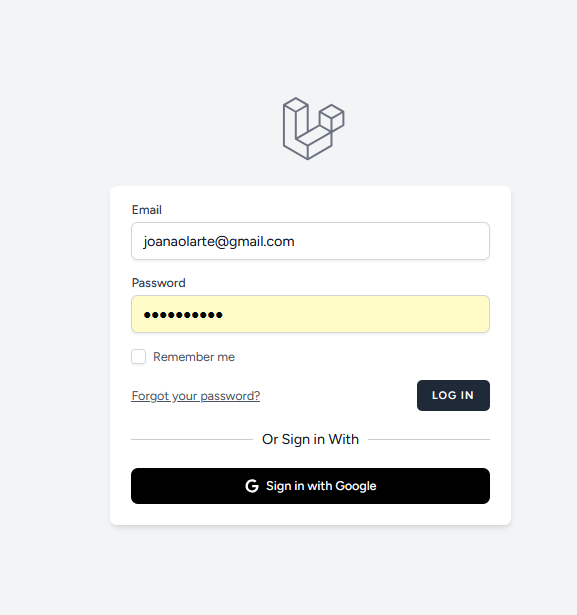 Email
joanaolarte@gmail.com
Password
●●●●●●●●●●
Remember me
Forgot your password?
LOG IN
Or Sign in With
Sign in with Google